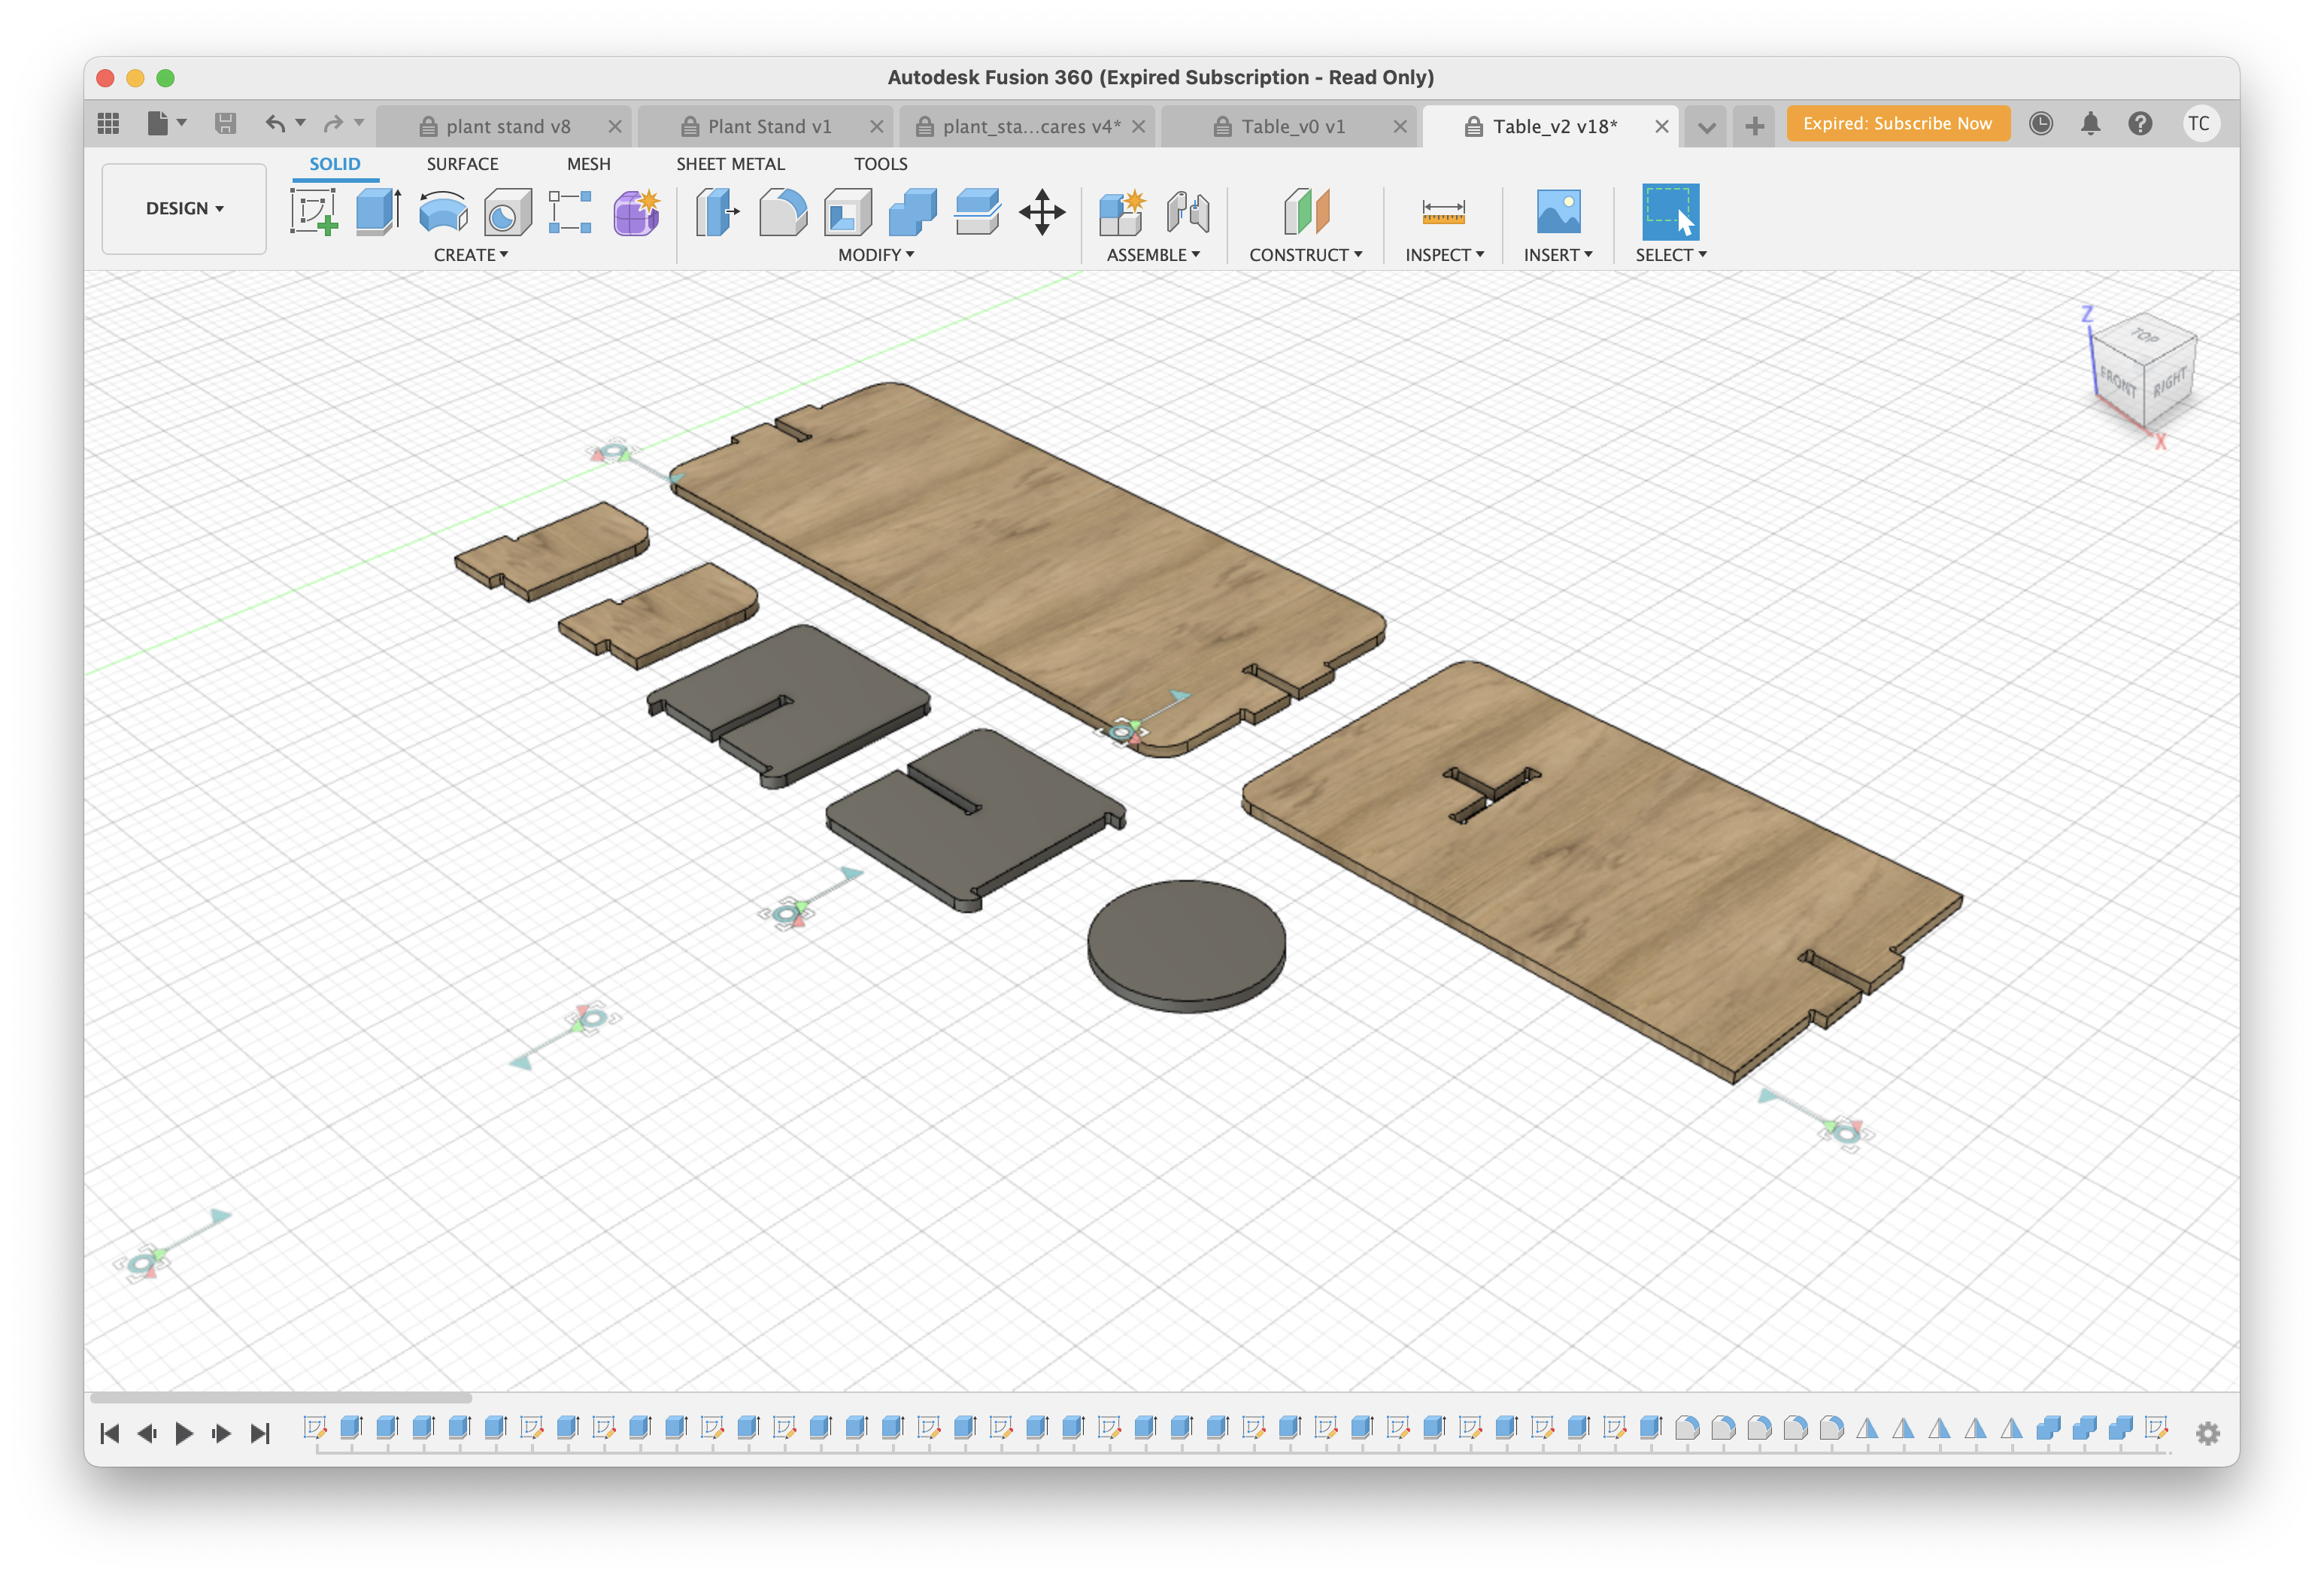 Autodesk Fusion 360 (Expired Subscription - Read Only)
plant stand v8
Plant Stand v1
plant_sta...cares v4*
Table_v0 v1
Table_v2 v18*
Expired: Subscribe Now
TC
SOLID
SURFACE
MESH
SHEET METAL
TOOLS
DESIGN
CREATE
MODIFY
ASSEMBLE
CONSTRUCT
INSPECT
INSERT
SELECT
Z
TOP
FRONT
RIGHT
X